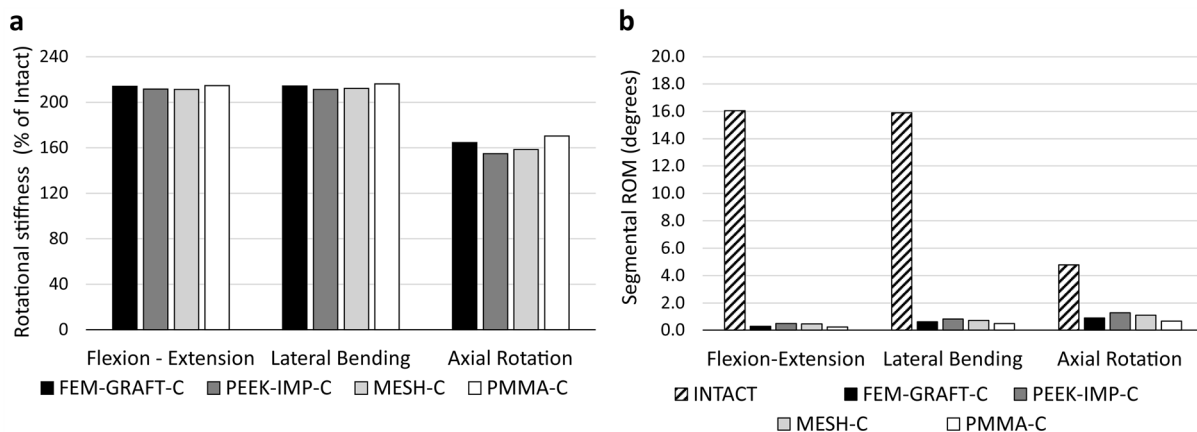 a
Rotational stiffness (% of Intact)
240
200
160
120
80
40
0
Flexion - Extension
Lateral Bending
Axial Rotation
FEM-GRAFT-C
PEEK-IMP-C
MESH-C
PMMA-C
b
Segmental ROM (degrees)
20.0
18.0
16.0
14.0
12.0
10.0
8.0
6.0
4.0
2.0
0.0
Flexion-Extension
Lateral Bending
Axial Rotation
INTACT
FEM-GRAFT-C
PEEK-IMP-C
MESH-C
PMMA-C